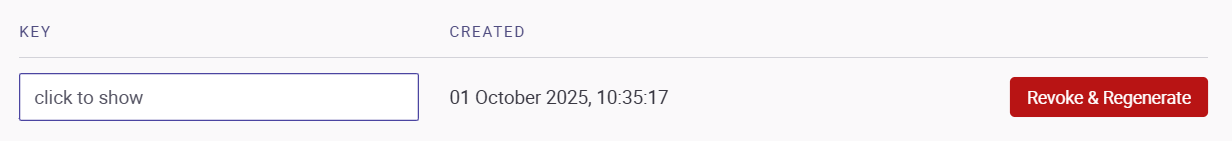 KEY CREATED
click to show 01 October 2025, 10:35:17 Revoke & Regenerate